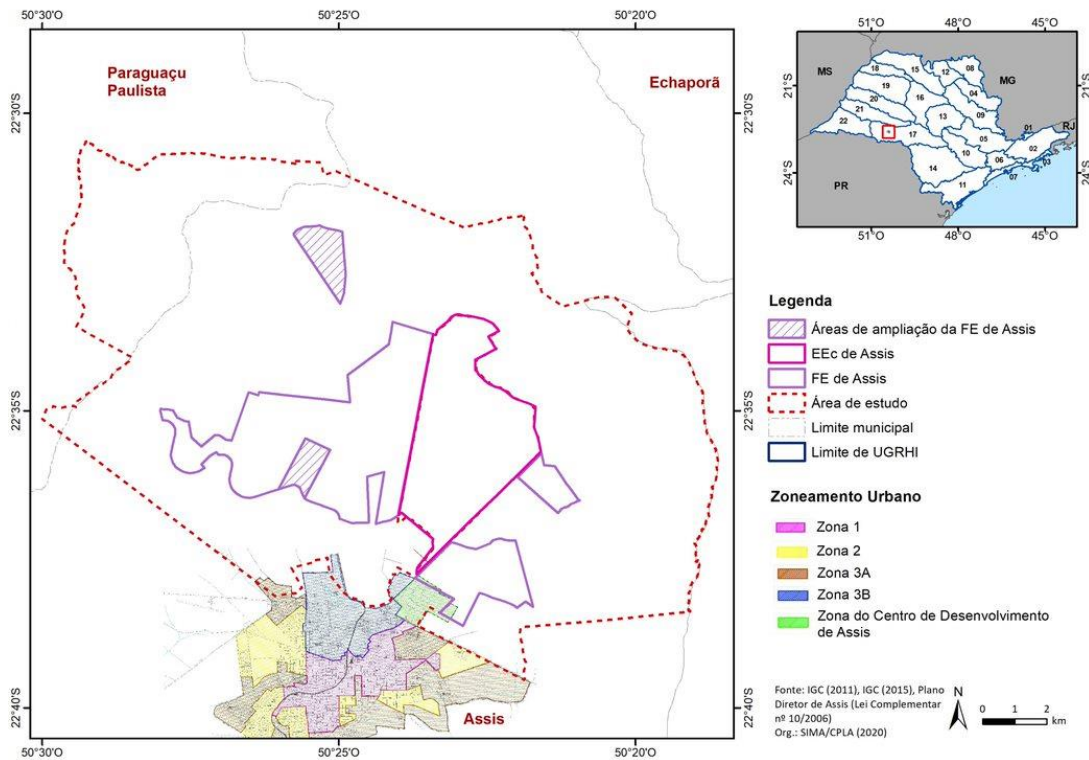 50°30'O
50°25'O
50°20'O
22°30'S
22°35'S
22°40'S
Paraguaçu
Paulista
Echaporã
Assis
22°30'S
22°35'S
22°40'S
50°30'O
50°25'O
50°20'O
51°O
48°O
45°O
21°S
24°S
MS
MG
RJ
PR
18
15
12
08
19
04
20
16
21
13
09
22
17
05
01
10
02
06
03
14
07
11
21°S
24°S
51°O
48°O
45°O
Legenda
Áreas de ampliação da FE de Assis
EEc de Assis
FE de Assis
Área de estudo
Limite municipal
Limite de UGRHI
Zoneamento Urbano
Zona 1
Zona 2
Zona 3A
Zona 3B
Zona do Centro de Desenvolvimento
de Assis
Fonte: IGC (2011), IGC (2015), Plano
Diretor de Assis (Lei Complementar
nº 10/2006)
Org.: SIMA/CPLA (2020)
N
0 1 2
km